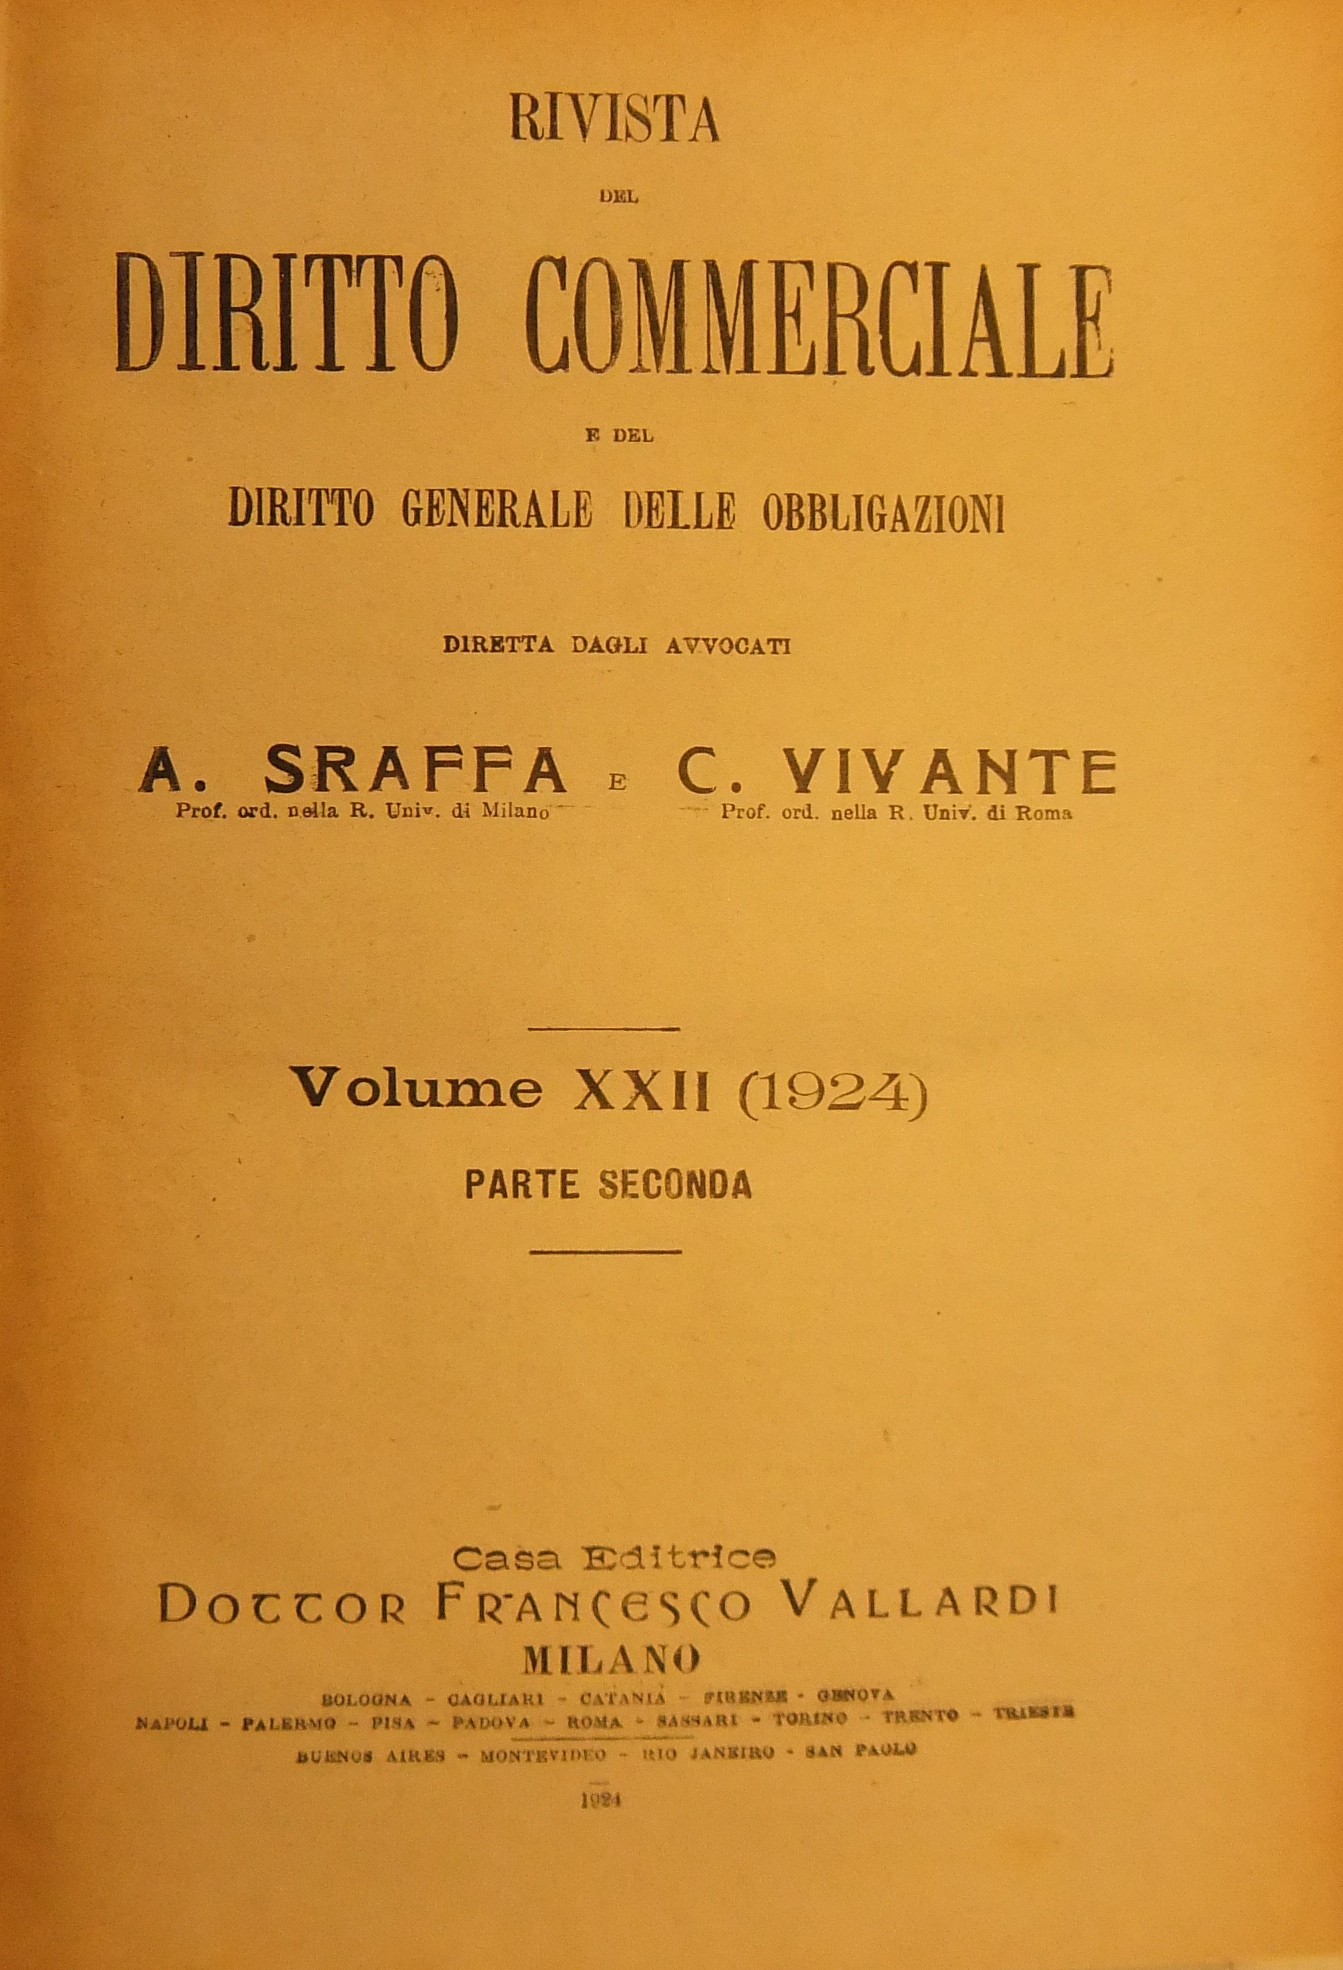 RIVISTA
DEL
DIRITTO COMMERCIALE
E DEL
DIRITTO GENERALE DELLE OBBLIGAZIONI
DIRETTA DAGLI AVVOCATI
A. SRAFFA E C. VIVANTE
Prof. ord. nella R. Univ. di Milano Prof. ord. nella R. Univ. di Roma
Volume XXII (1924)
PARTE SECONDA
Casa Editrice
DOTTOR FRANCESCO VALLARDI
MILANO
BOLOGNA - CAGLIARI - CATANIA - FIRENZE - GENOVA
NAPOLI - PALERMO - PISA - PADOVA - ROMA - SASSARI - TORINO - TRENTO - TRIESTE
BUENOS AIRES - MONTEVIDEO - RIO JANEIRO - SAN PAOLO
1924